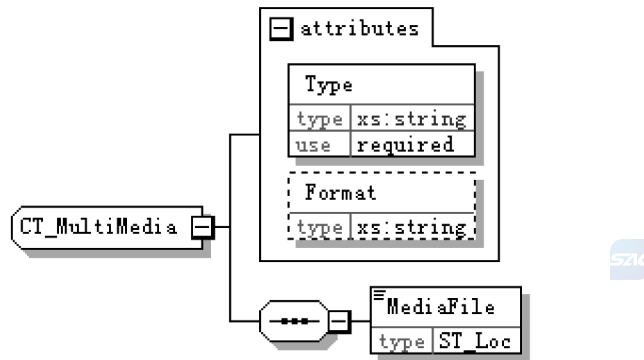 attributes
Type
type xs:string
use required
Format
type xs:string
CT_MultiMedia
MediaFile
type ST_Loc